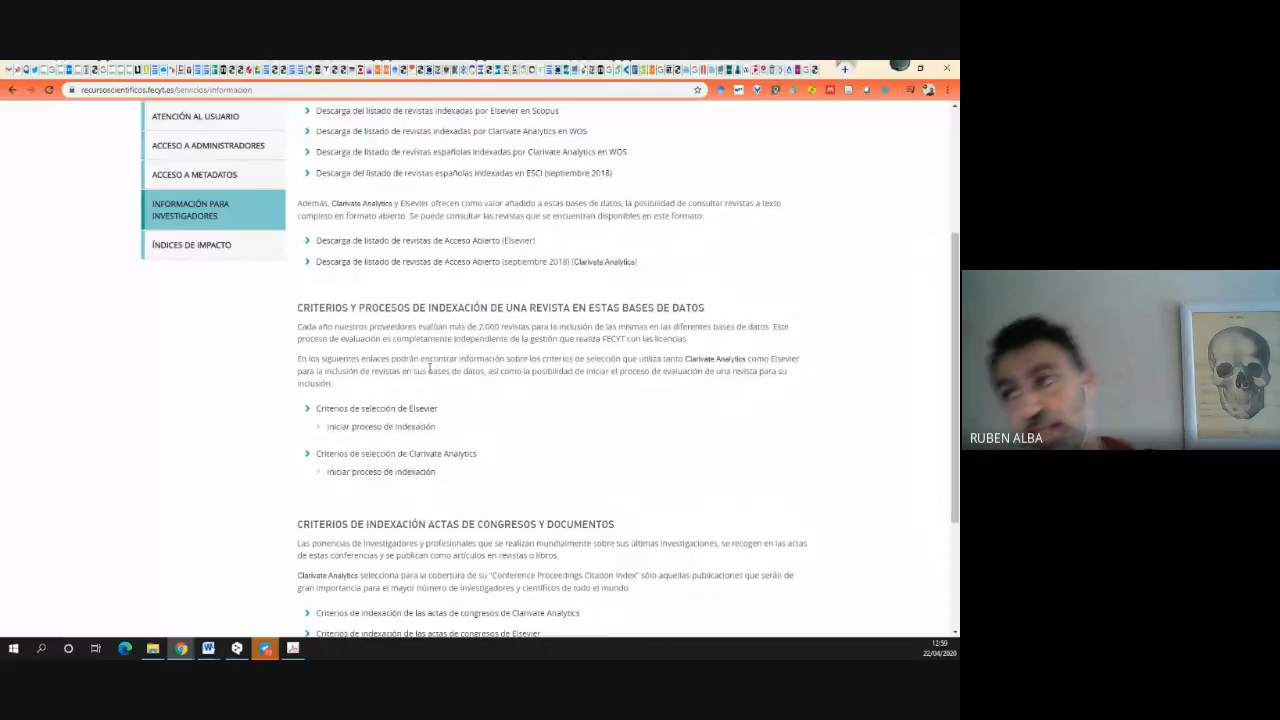 recursoscientificos.fecyt.es/servicios/informacion
ATENCIÓN AL USUARIO
ACCESO A ADMINISTRADORES
ACCESO A METADATOS
INFORMACIÓN PARA
INVESTIGADORES
ÍNDICES DE IMPACTO
Descarga del listado de revistas indexadas por Elsevier en Scopus
Descarga de listado de revistas indexadas por Clarivate Analytics en WOS
Descarga de listado de revistas españolas indexadas por Clarivate Analytics en WOS
Descarga del listado de revistas españolas indexadas en ESCI (septiembre 2018)
Además, Clarivate Analytics y Elsevier ofrecen como valor añadido a estas bases de datos, la posibilidad de consultar revistas a texto
completo en formato abierto. Se puede consultar las revistas que se encuentran disponibles en este formato:
Descarga de listado de revistas de Acceso Abierto (Elsevier)
Descarga de listado de revistas de Acceso Abierto (septiembre 2018) (Clarivate Analytics)
CRITERIOS Y PROCESOS DE INDEXACIÓN DE UNA REVISTA EN ESTAS BASES DE DATOS
Cada año nuestros proveedores evalúan más de 2.000 revistas para la inclusión de las mismas en las diferentes bases de datos. Este
proceso de evaluación es completamente independiente de la gestión que realiza FECYT con las licencias.
En los siguientes enlaces podrán encontrar información sobre los criterios de selección que utiliza tanto Clarivate Analytics como Elsevier
para la inclusión de revistas en sus bases de datos, así como la posibilidad de iniciar el proceso de evaluación de una revista para su
inclusión.
Criterios de selección de Elsevier
Iniciar proceso de indexación
Criterios de selección de Clarivate Analytics
Iniciar proceso de indexación
CRITERIOS DE INDEXACIÓN ACTAS DE CONGRESOS Y DOCUMENTOS
Las ponencias de investigadores y profesionales que se realizan mundialmente sobre sus últimas investigaciones, se recogen en las actas
de estas conferencias y se publican como artículos en revistas o libros.
Clarivate Analytics selecciona para la cobertura de su "Conference Proceedings Citation Index" sólo aquellas publicaciones que serán de
gran importancia para el mayor número de investigadores y científicos de todo el mundo.
Criterios de indexación de las actas de congresos de Clarivate Analytics
Criterios de indexación de las actas de congresos de Elsevier
12:59
22/04/2020
RUBEN ALBA